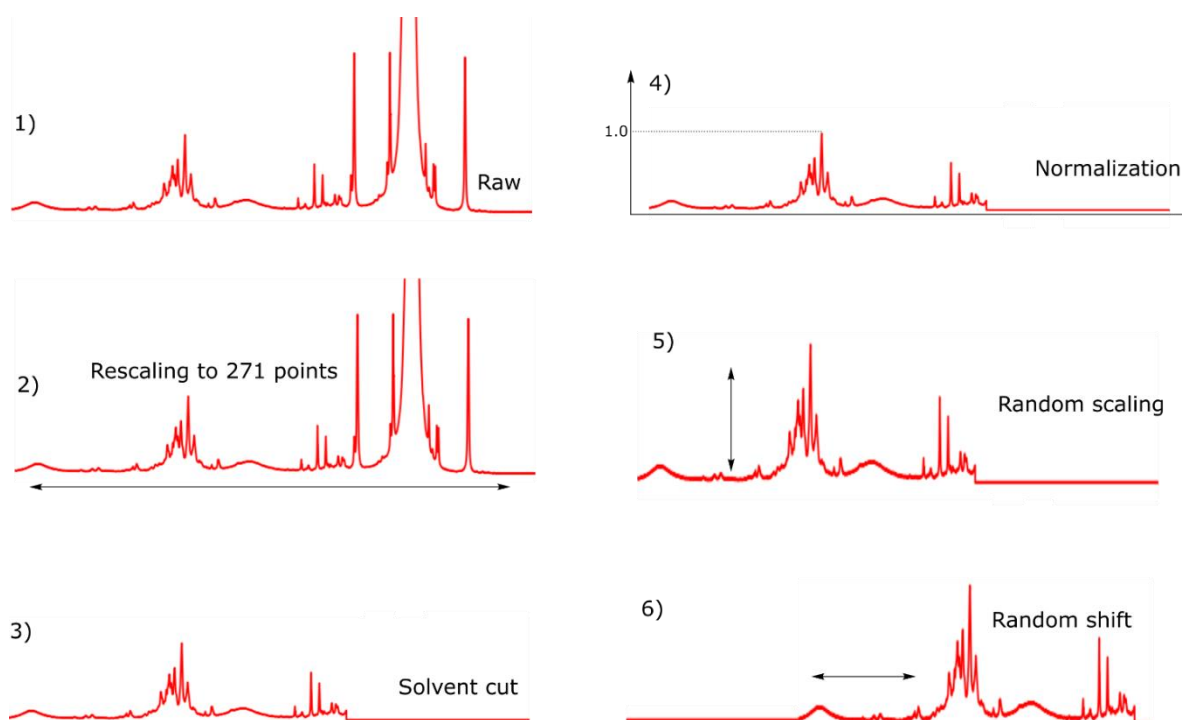 1)
Raw
2)
Rescaling to 271 points
3)
Solvent cut
4)
1.0
Normalization
5)
Random scaling
6)
Random shift